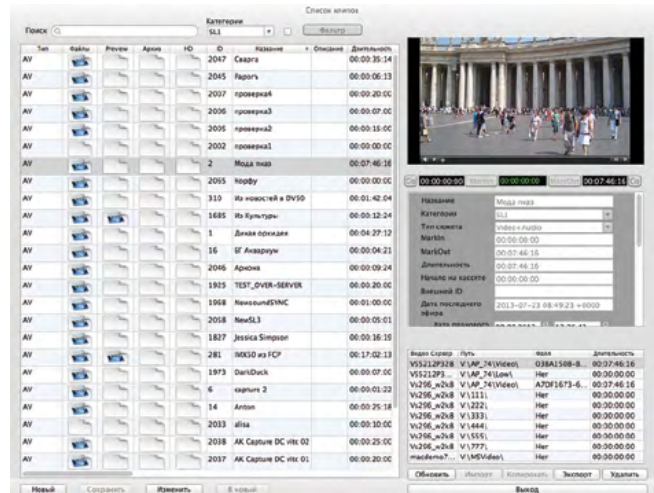 Список клипов
Категории
Поиск SL1 Фильтр
Тип Файлы Preview Архив HD ID Название Описание Длительность
AV 2047 Сварга 00:00:35:14
AV 2045 00:00:06:13
AV 2007 проверка4 00:00:20:00
AV 2006 проверка3 00:00:07:00
AV 2005 проверка2 00:00:15:00
AV 2002 проверка1 00:00:00:00
AV 2 Мода показ 00:07:46:16
AV 2065 Корфу 00:00:00:00
AV 310 Из новостей в DV50 00:01:42:04
AV 1685 Из Культуры 00:00:12:24
AV 1 Дикая орхидея 00:04:27:12
AV 16 БГ Аквариум 00:00:04:21
AV 2046 Аркона 00:00:09:24
AV 1925 TEST_OVER-SERVER 00:00:20:00
AV 1968 NewsoundSYNC 00:01:00:00
AV 2058 NewSL3 00:00:05:01
AV 1827 Jessica Simpson 00:00:16:19
AV 281 IMX50 из FCP 00:17:02:13
AV 1973 DarkDuck 00:00:07:00
AV 6 capture 2 00:00:01:22
AV 14 Anton 00:00:25:18
AV 2033 alisa 00:00:10:00
AV 2038 AK Capture DC vitc 02 00:00:25:00
AV 2037 AK Capture DC vitc 01 00:00:20:00
Новый Сохранить Изменить В новый
Go 00:00:00:00 MarkIn 00:00:00:00 MarkOut 00:07:46:16 Go
Название Мода показ
Категория SL1
Тип сюжета Video+Audio
MarkIn 00:00:00:00
MarkOut 00:07:46:16
Длительность 00:07:46:16
Начало на кассете 00:00:00:00
Внешний ID
Дата последнего эфира 2013-07-23 08:49:23 +0000
Видео Сервер Путь Файл Длительность
VS5212P328 V:\AP_74\Video\ 038A1508-8... 00:07:46:16
VS5212P3... V:\AP_74\Low\ Нет 00:00:00:00
Vs296_w2k8 V:\AP_74\Video\ A7DF1673-6... 00:07:46:16
Vs296_w2k8 V:\111\ Нет 00:00:00:00
Vs296_w2k8 V:\222\ Нет 00:00:00:00
Vs296_w2k8 V:\333\ Нет 00:00:00:00
Vs296_w2k8 V:\444\ Нет 00:00:00:00
Vs296_w2k8 V:\555\ Нет 00:00:00:00
Vs296_w2k8 V:\777\ Нет 00:00:00:00
macdemo7... V:\MSVideo\ Нет 00:00:00:00
Обновить Импорт Копировать Экспорт Удалить
Выход